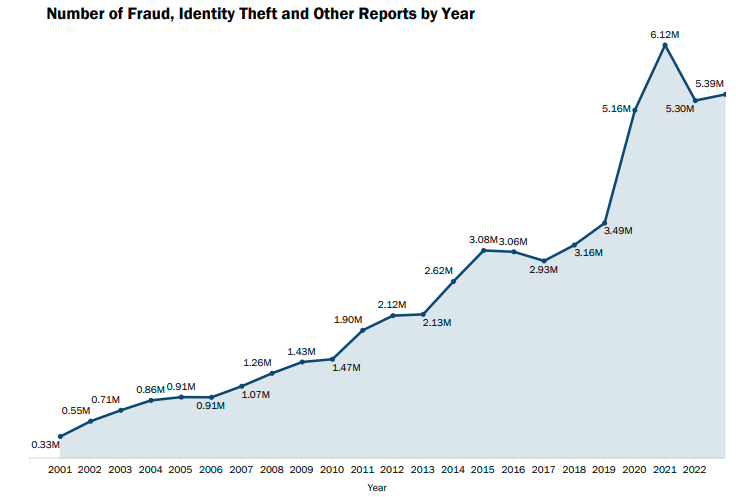 Number of Fraud, Identity Theft and Other Reports by Year
6.12M
5.39M
5.16M
5.30M
3.49M
3.08M 3.06M
3.16M
2.93M
2.62M
2.12M
1.90M
2.13M
1.43M
1.26M
1.47M
0.86M 0.91M
1.07M
0.71M
0.91M
0.55M
0.33M
2001 2002 2003 2004 2005 2006 2007 2008 2009 2010 2011 2012 2013 2014 2015 2016 2017 2018 2019 2020 2021 2022
Year